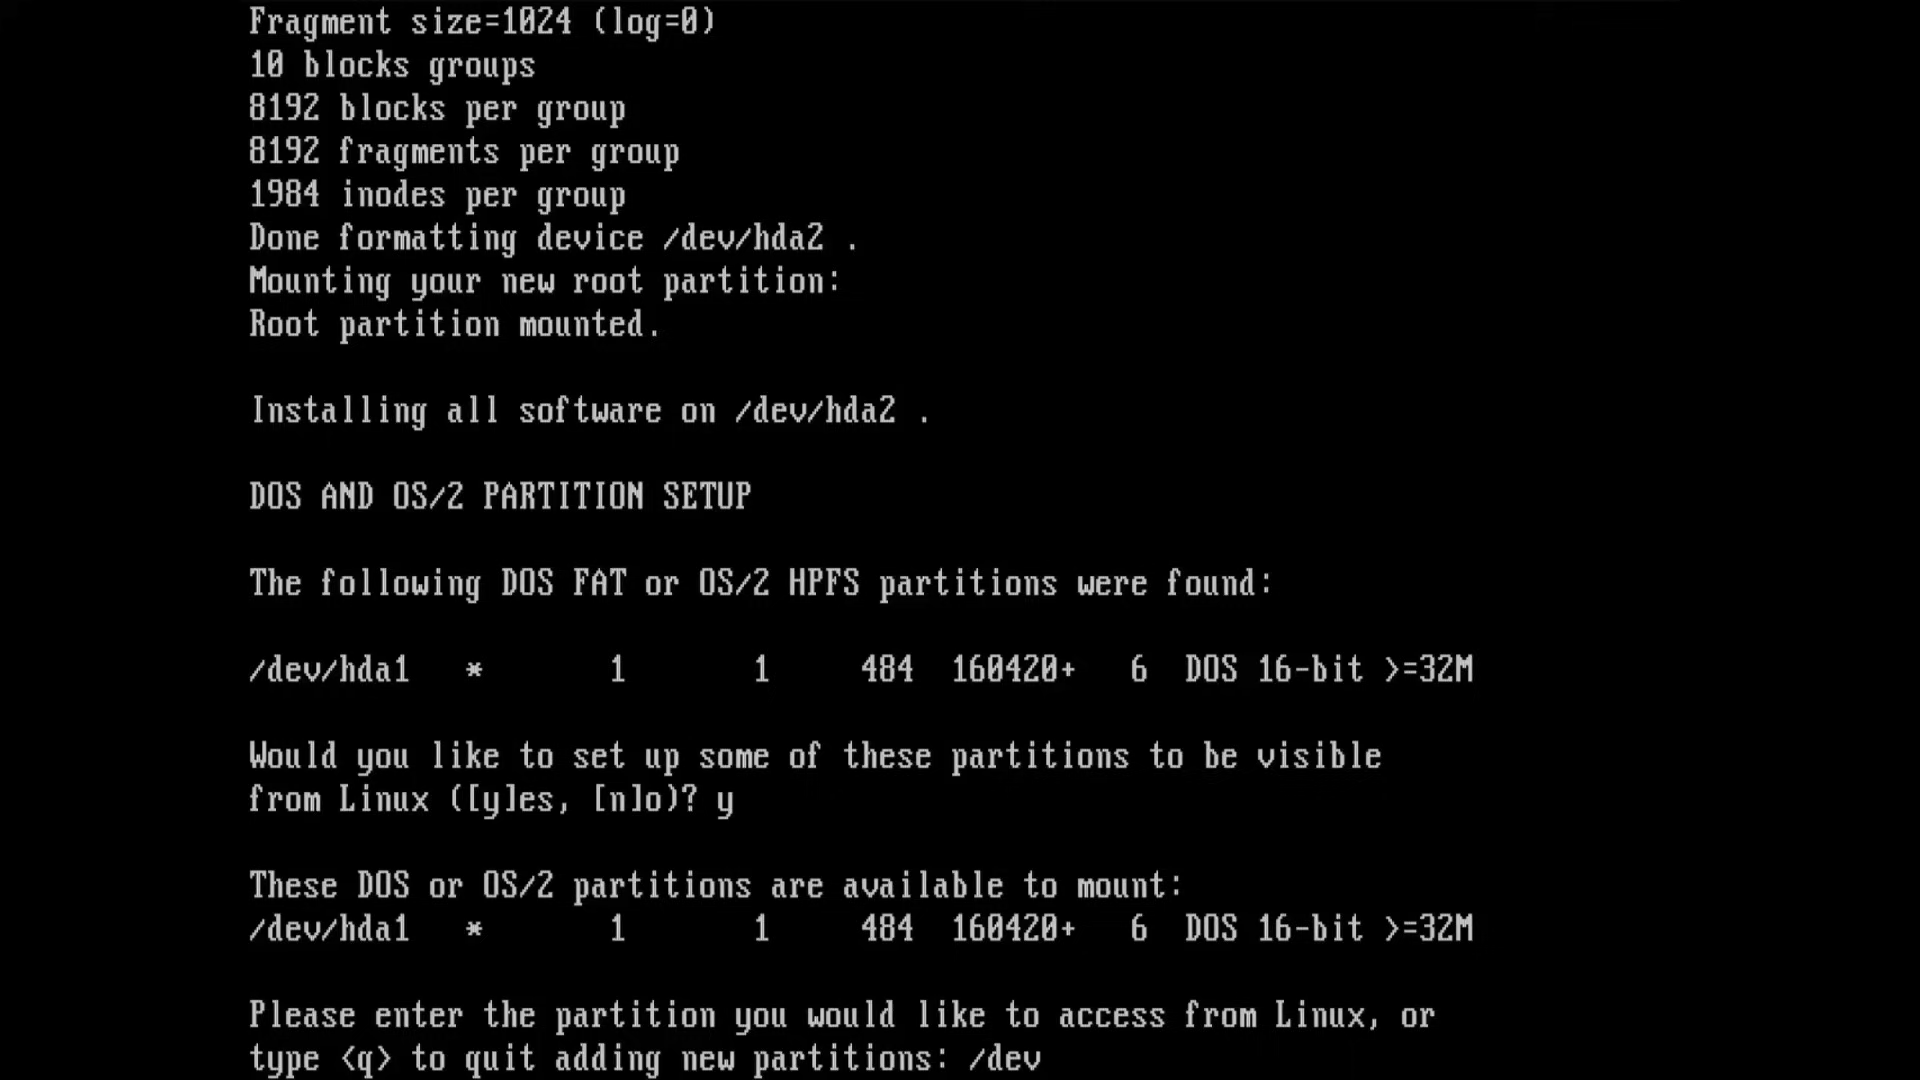 Fragment size=1024 (log=0)
10 blocks groups
8192 blocks per group
8192 fragments per group
1984 inodes per group
Done formatting device /dev/hda2 .
Mounting your new root partition:
Root partition mounted.
Installing all software on /dev/hda2 .
DOS AND OS/2 PARTITION SETUP
The following DOS FAT or OS/2 HPFS partitions were found:
/dev/hda1 * 1 1 484 160420+ 6 DOS 16-bit >=32M
Would you like to set up some of these partitions to be visible
from Linux ([y]es, [n]o)? y
These DOS or OS/2 partitions are available to mount:
/dev/hda1 * 1 1 484 160420+ 6 DOS 16-bit >=32M
Please enter the partition you would like to access from Linux, or
type <q> to quit adding new partitions: /dev